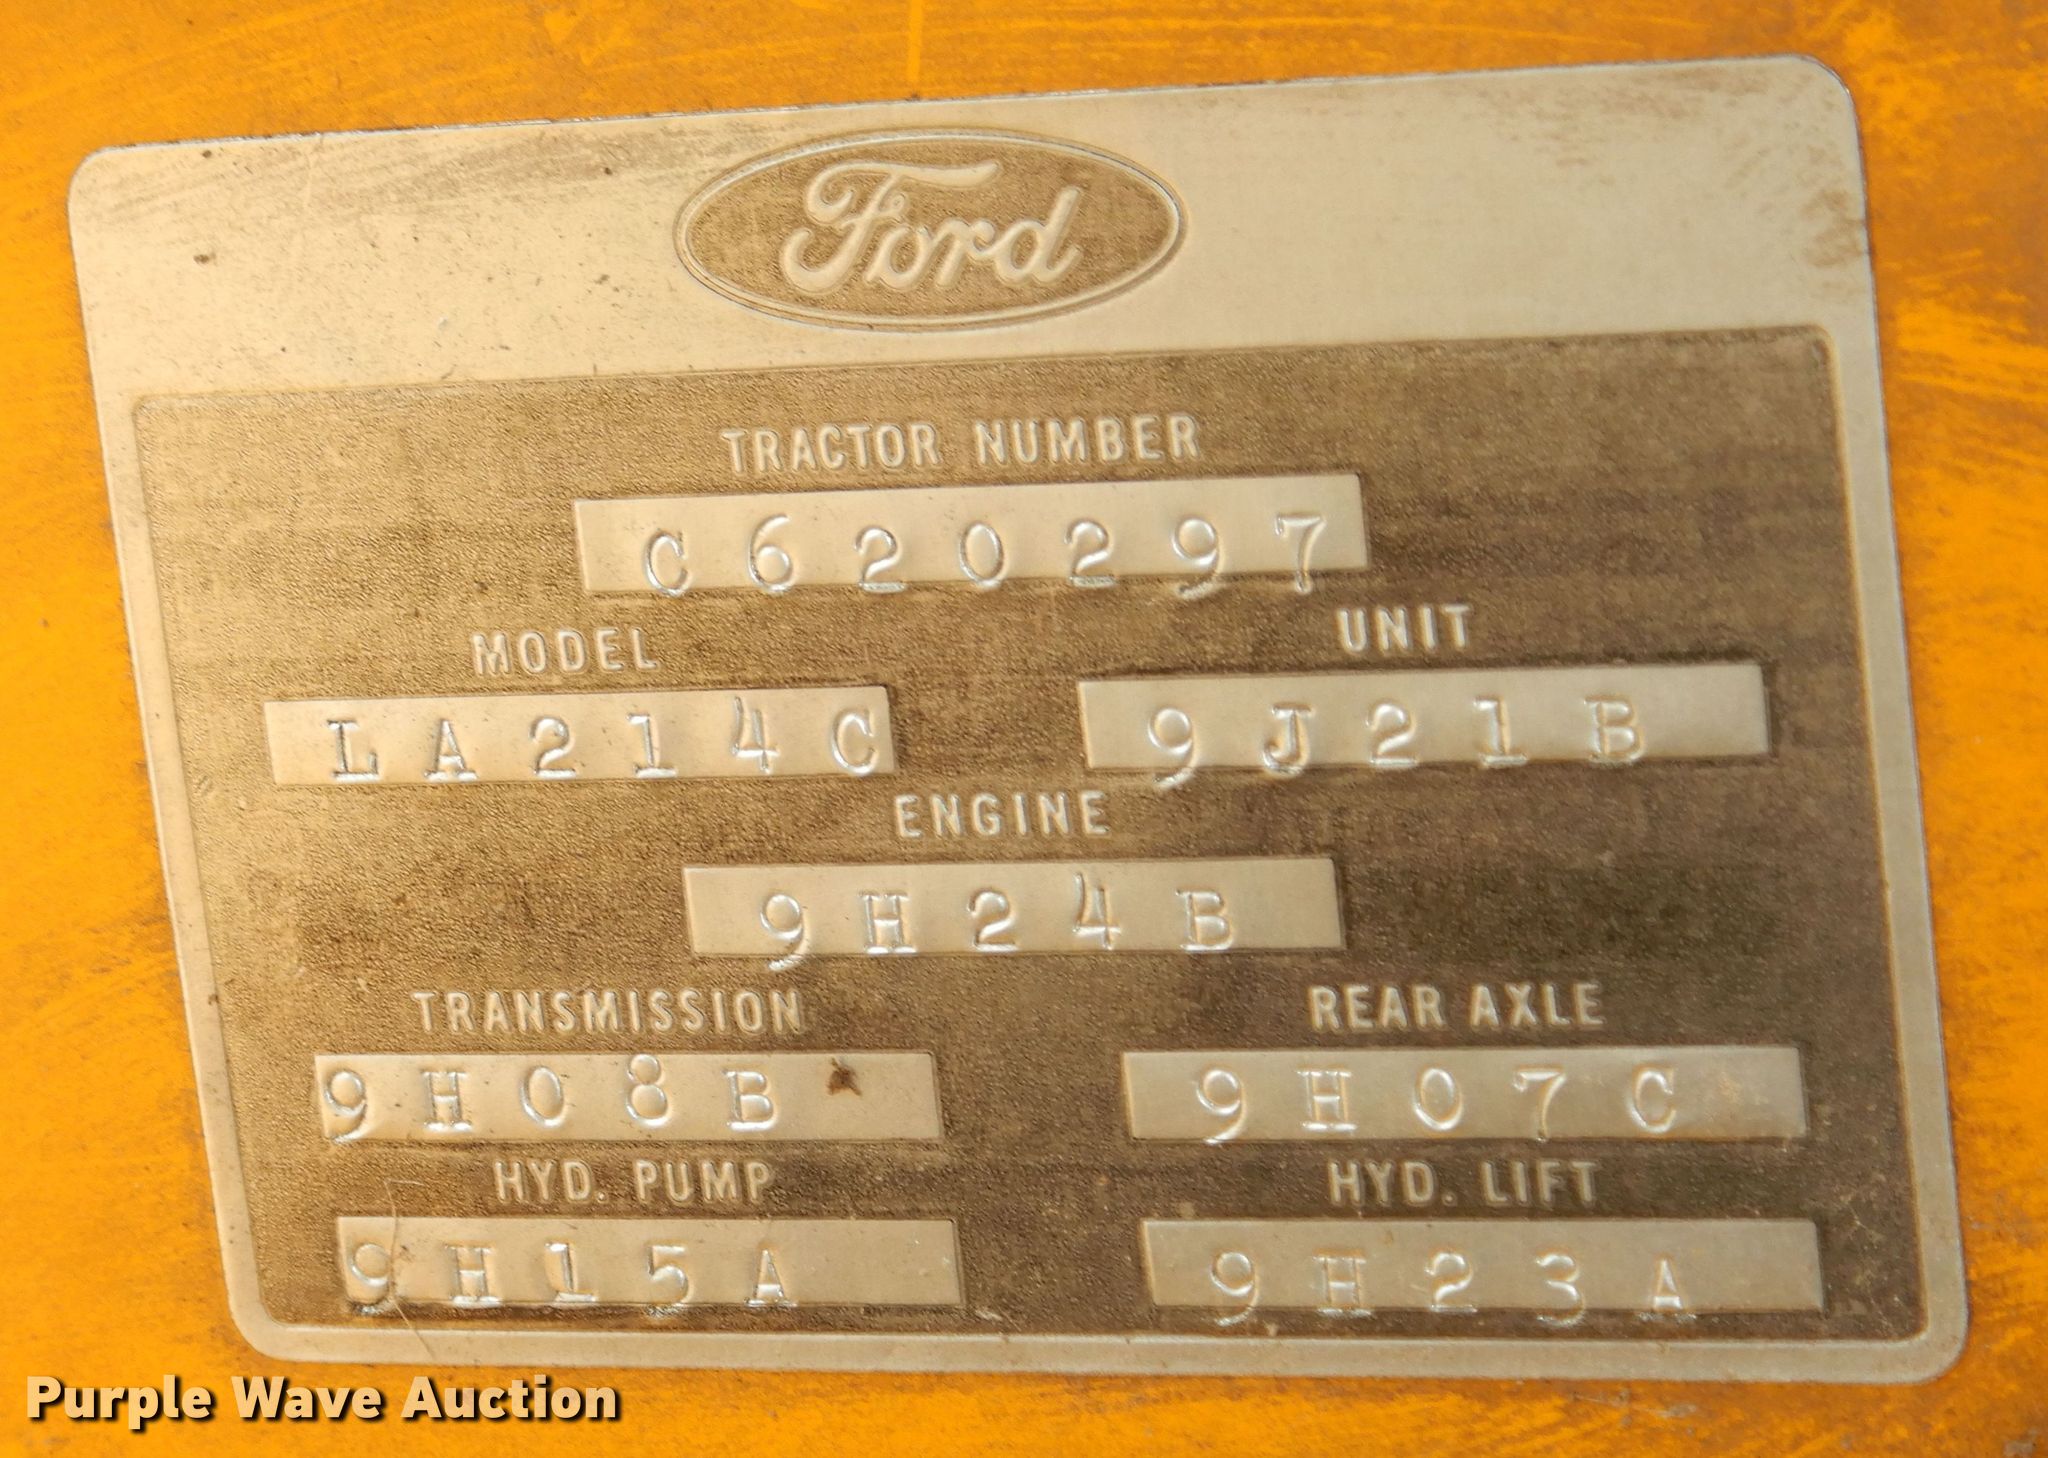 Ford
TRACTOR NUMBER
C620297
MODEL UNIT
LA214C 9J21B
ENGINE
9H24B
TRANSMISSION REAR AXLE
9H08B 9H07C
HYD. PUMP HYD. LIFT
9H15A 9H23A
Purple Wave Auction